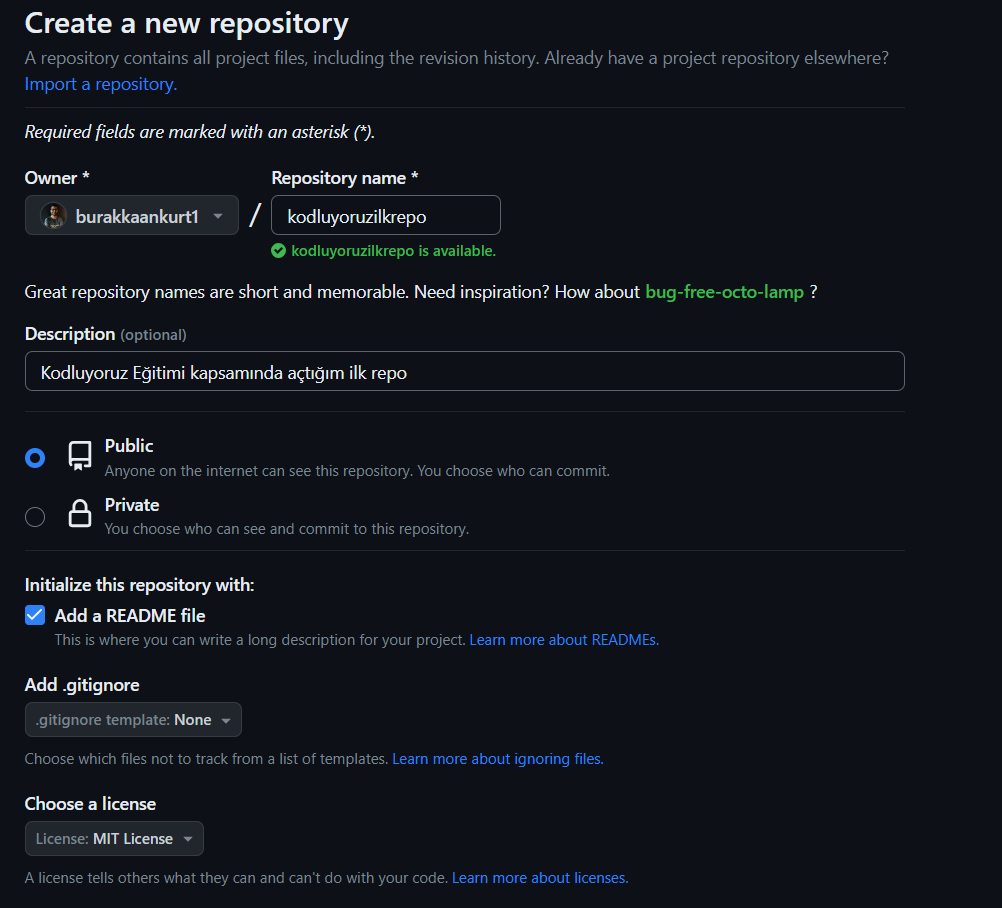 Create a new repository
A repository contains all project files, including the revision history. Already have a project repository elsewhere?
Import a repository.
Required fields are marked with an asterisk (*).
Owner * Repository name *
burakkaankurt1 / kodluyoruzilkrepo
kodluyoruzilkrepo is available.
Great repository names are short and memorable. Need inspiration? How about bug-free-octo-lamp ?
Description (optional)
Kodluyoruz Eğitimi kapsamında açtığım ilk repo
Public
Anyone on the internet can see this repository. You choose who can commit.
Private
You choose who can see and commit to this repository.
Initialize this repository with:
Add a README file
This is where you can write a long description for your project. Learn more about READMEs.
Add .gitignore
.gitignore template: None
Choose which files not to track from a list of templates. Learn more about ignoring files.
Choose a license
License: MIT License
A license tells others what they can and can't do with your code. Learn more about licenses.